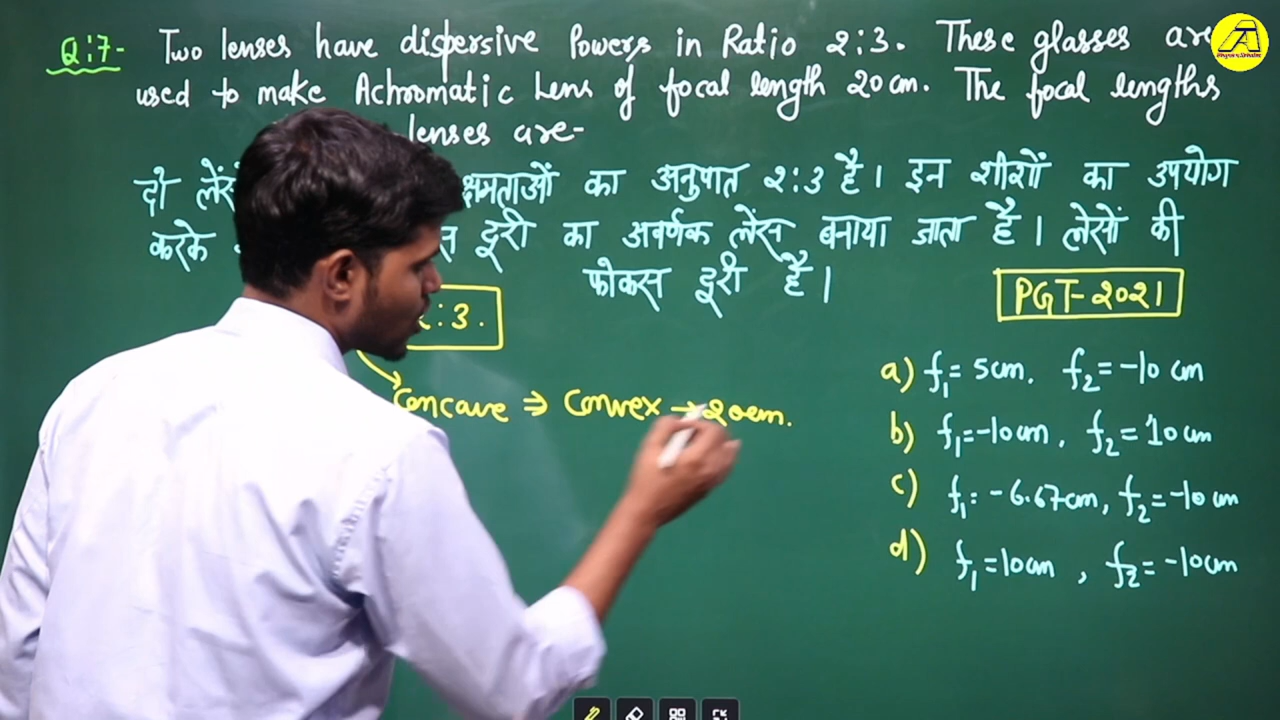 Q:7- Two lenses have dispersive Powers in Ratio 2:3. These glasses are
used to make Achromatic Lens of focal length 20cm. The focal lengths
lenses are-
दो क्षमताओं का अनुपात 2:3 है। इन शीशों का उपयोग
करके दूरी का अवर्णक लेंस बनाया जाता है। लेसों की
फोकस दूरी है।
PGT-2021
: 3.
Concave ⇒ Convex → 20cm.
a) f₁= 5cm. f₂= -10 cm
b) f₁=-10cm, f₂= 10cm
c) f₁= -6.67cm, f₂= -10 cm
d) f₁=10cm, f₂= -10cm